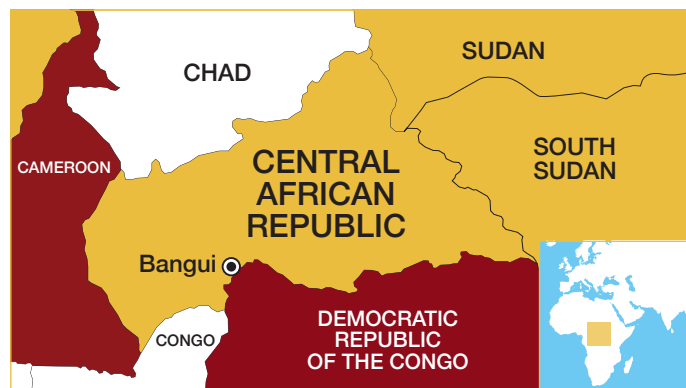 SUDAN
CHAD
SOUTH
SUDAN
CAMEROON
CENTRAL
AFRICAN
REPUBLIC
Bangui
DEMOCRATIC
REPUBLIC
OF THE CONGO
CONGO